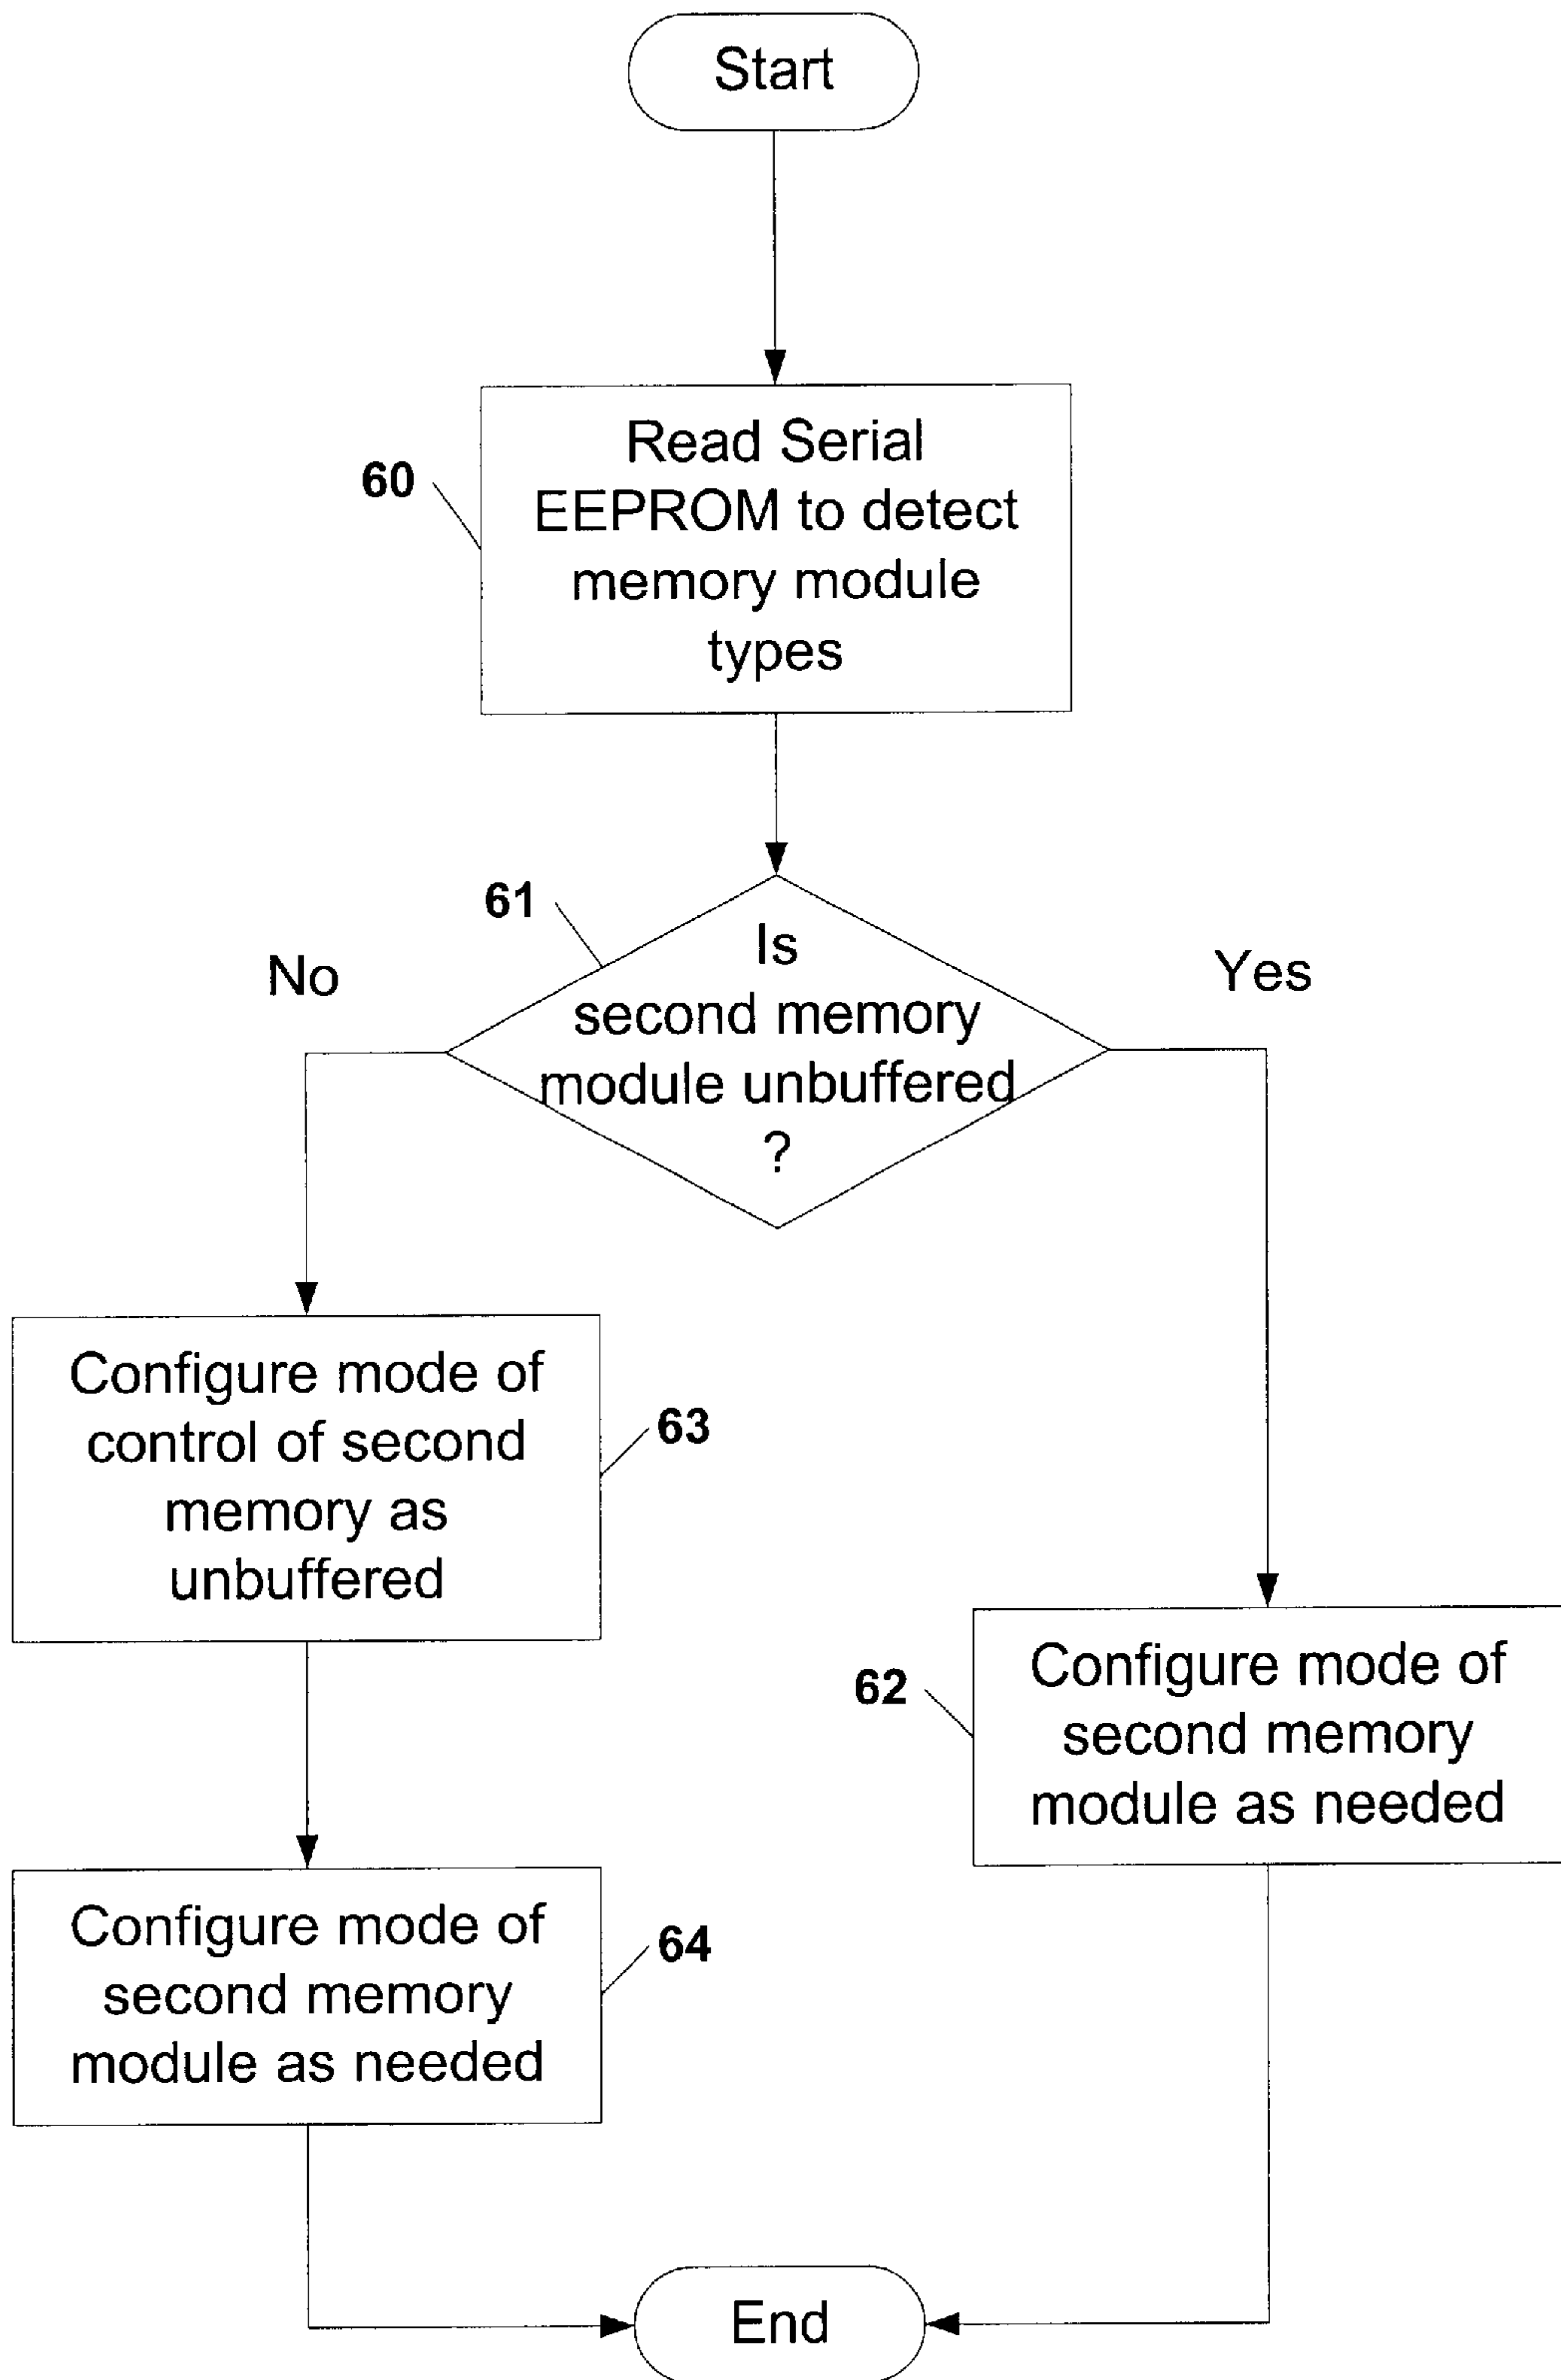 Start
60
Read Serial
EEPROM to detect
memory module
types
61
Is
second memory
module unbuffered
?
No
Yes
Configure mode of
control of second
memory as
unbuffered
63
62
Configure mode of
second memory
module as needed
Configure mode of
second memory
module as needed
64
End